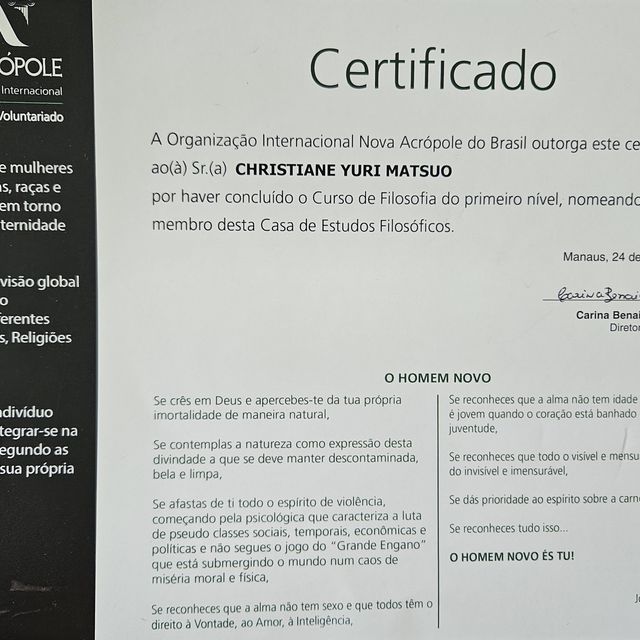 ÓPOLE
Internacional
Voluntariado
e mulheres
as, raças e
em torno
ternidade
visão global
o
ferentes
s, Religiões
ndivíduo
tegrar-se na
segundo as
sua própria
Certificado
A Organização Internacional Nova Acrópole do Brasil outorga este ce
ao(à) Sr.(a) CHRISTIANE YURI MATSUO
por haver concluído o Curso de Filosofia do primeiro nível, nomeando
membro desta Casa de Estudos Filosóficos.
Manaus, 24 de
Carina Benai
Carina Benai
Diretor
O HOMEM NOVO
Se crês em Deus e apercebes-te da tua própria
imortalidade de maneira natural,
Se contemplas a natureza como expressão desta
divindade a que se deve manter descontaminada,
bela e limpa,
Se afastas de ti todo o espírito de violência,
começando pela psicológica que caracteriza a luta
de pseudo classes sociais, temporais, econômicas e
políticas e não segues o jogo do "Grande Engano"
que está submergindo o mundo num caos de
miséria moral e física,
Se reconheces que a alma não tem sexo e que todos têm o
direito à Vontade, ao Amor, à Inteligência,
Se reconheces que a alma não tem idade
é jovem quando o coração está banhado
juventude,
Se reconheces que todo o visível e mensu
do invisível e imensurável,
Se dás prioridade ao espírito sobre a carn
Se reconheces tudo isso...
O HOMEM NOVO ÉS TU!